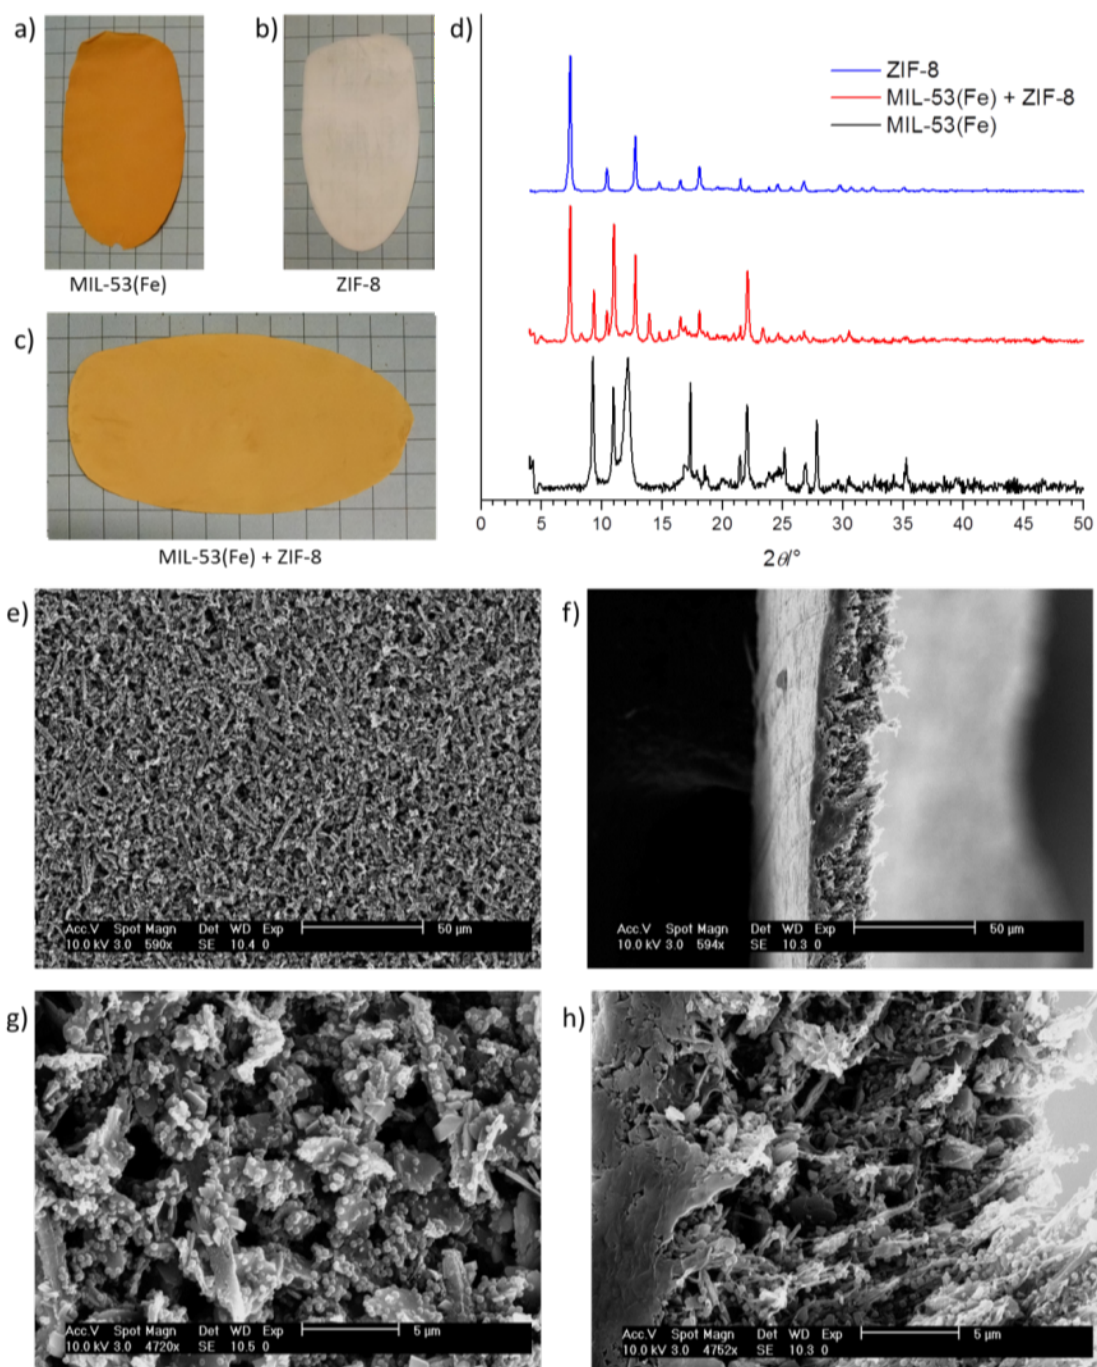 a)
b)
d)
MIL-53(Fe)
ZIF-8
c)
MIL-53(Fe) + ZIF-8
ZIF-8
MIL-53(Fe) + ZIF-8
MIL-53(Fe)
0 5 10 15 20 25 30 35 40 45 50
2θ/°
e)
Acc.V Spot Magn Det WD Exp 50 µm
10.0 kV 3.0 590x SE 10.4 0
f)
Acc.V Spot Magn Det WD Exp 50 µm
10.0 kV 3.0 594x SE 10.3 0
g)
Acc.V Spot Magn Det WD Exp 5 µm
10.0 kV 3.0 4720x SE 10.5 0
h)
Acc.V Spot Magn Det WD Exp 5 µm
10.0 kV 3.0 4752x SE 10.3 0